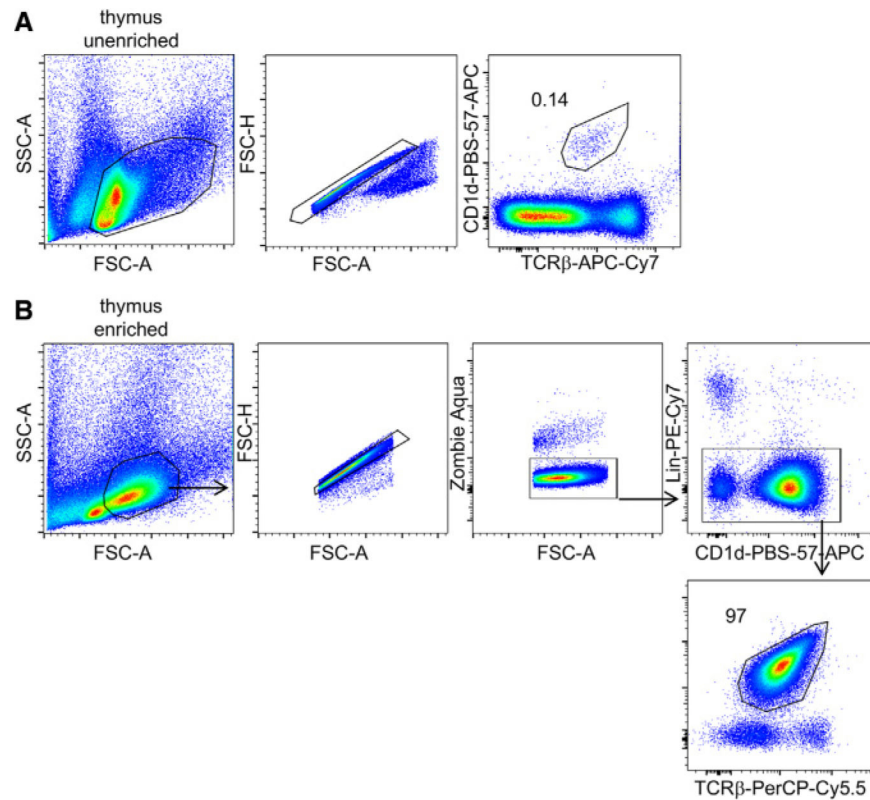 A
thymus
unenriched
SSC-A
FSC-A
FSC-H
FSC-A
CD1d-PBS-57-APC
0.14
TCRβ-APC-Cy7
B
thymus
enriched
SSC-A
FSC-A
FSC-H
FSC-A
Zombie Aqua
FSC-A
Lin-PE-Cy7
CD1d-PBS-57-APC
97
TCRβ-PerCP-Cy5.5